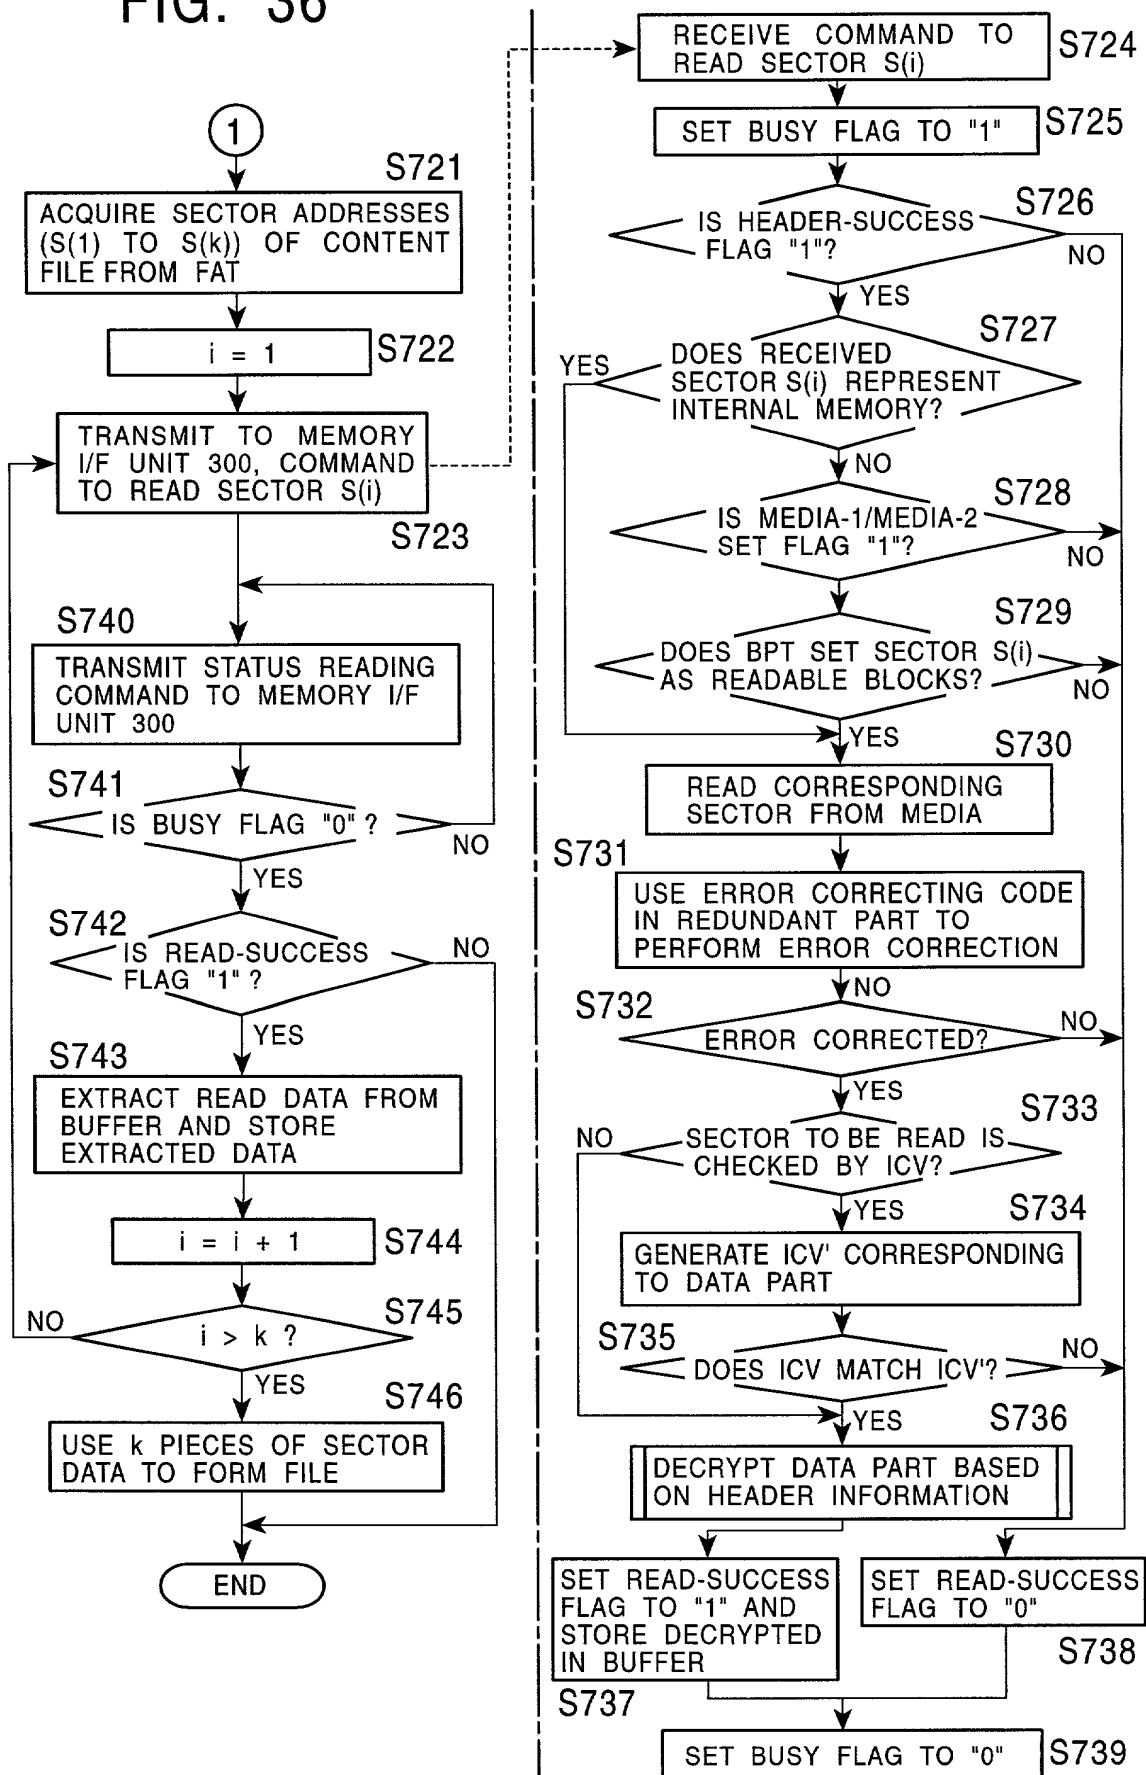 FIG. 36
1
S721
ACQUIRE SECTOR ADDRESSES
(S(1) TO S(k)) OF CONTENT
FILE FROM FAT
i = 1
S722
TRANSMIT TO MEMORY
I/F UNIT 300, COMMAND
TO READ SECTOR S(i)
S723
S740
TRANSMIT STATUS READING
COMMAND TO MEMORY I/F
UNIT 300
S741
IS BUSY FLAG "0" ?
NO
YES
S742
IS READ-SUCCESS
FLAG "1" ?
NO
YES
S743
EXTRACT READ DATA FROM
BUFFER AND STORE
EXTRACTED DATA
i = i + 1
S744
S745
NO
i > k ?
YES
S746
USE k PIECES OF SECTOR
DATA TO FORM FILE
END
RECEIVE COMMAND TO
READ SECTOR S(i)
S724
SET BUSY FLAG TO "1"
S725
S726
IS HEADER-SUCCESS
FLAG "1"?
NO
YES
S727
YES
DOES RECEIVED
SECTOR S(i) REPRESENT
INTERNAL MEMORY?
NO
S728
IS MEDIA-1/MEDIA-2
SET FLAG "1"?
NO
S729
DOES BPT SET SECTOR S(i)
AS READABLE BLOCKS?
NO
YES
S730
READ CORRESPONDING
SECTOR FROM MEDIA
S731
USE ERROR CORRECTING CODE
IN REDUNDANT PART TO
PERFORM ERROR CORRECTION
NO
S732
ERROR CORRECTED?
NO
YES
S733
NO
SECTOR TO BE READ IS
CHECKED BY ICV?
YES
S734
GENERATE ICV' CORRESPONDING
TO DATA PART
S735
DOES ICV MATCH ICV'?
NO
YES
S736
DECRYPT DATA PART BASED
ON HEADER INFORMATION
SET READ-SUCCESS
FLAG TO "1" AND
STORE DECRYPTED
IN BUFFER
S737
SET READ-SUCCESS
FLAG TO "0"
S738
SET BUSY FLAG TO "0"
S739